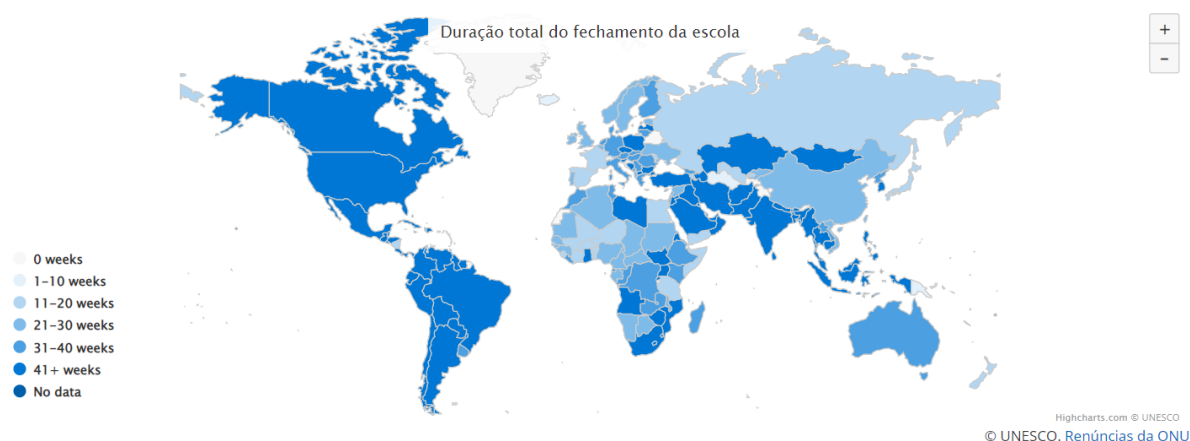 Duração total do fechamento da escola
+
-
0 weeks
1–10 weeks
11–20 weeks
21–30 weeks
31–40 weeks
41+ weeks
No data
Highcharts.com © UNESCO
© UNESCO. Renúncias da ONU